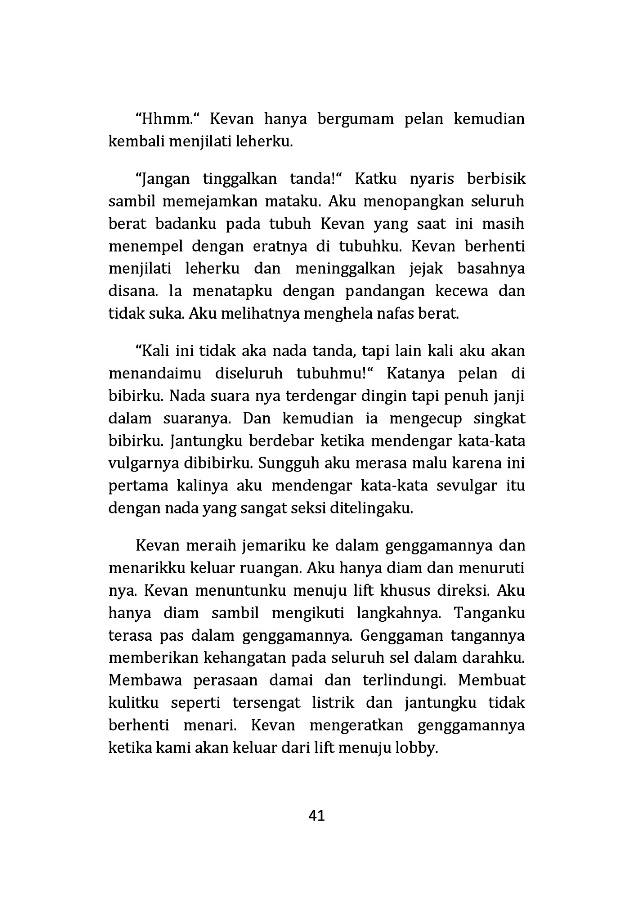 “Hhmm.“ Kevan hanya bergumam pelan kemudian
kembali menjilati leherku.
“Jangan tinggalkan tanda!“ Katku nyaris berbisik
sambil memejamkan mataku. Aku menopangkan seluruh
berat badanku pada tubuh Kevan yang saat ini masih
menempel dengan eratnya di tubuhku. Kevan berhenti
menjilati leherku dan meninggalkan jejak basahnya
disana. Ia menatapku dengan pandangan kecewa dan
tidak suka. Aku melihatnya menghela nafas berat.
“Kali ini tidak aka nada tanda, tapi lain kali aku akan
menandaimu diseluruh tubuhmu!“ Katanya pelan di
bibirku. Nada suara nya terdengar dingin tapi penuh janji
dalam suaranya. Dan kemudian ia mengecup singkat
bibirku. Jantungku berdebar ketika mendengar kata-kata
vulgarnya dibibirku. Sungguh aku merasa malu karena ini
pertama kalinya aku mendengar kata-kata sevulgar itu
dengan nada yang sangat seksi ditelingaku.
Kevan meraih jemariku ke dalam genggamannya dan
menarikku keluar ruangan. Aku hanya diam dan menuruti
nya. Kevan menuntunku menuju lift khusus direksi. Aku
hanya diam sambil mengikuti langkahnya. Tanganku
terasa pas dalam genggamannya. Genggaman tangannya
memberikan kehangatan pada seluruh sel dalam darahku.
Membawa perasaan damai dan terlindungi. Membuat
kulitku seperti tersengat listrik dan jantungku tidak
berhenti menari. Kevan mengeratkan genggamannya
ketika kami akan keluar dari lift menuju lobby.
41